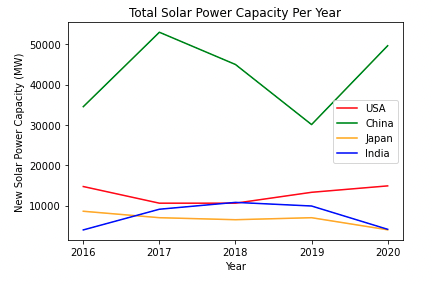 Total Solar Power Capacity Per Year
New Solar Power Capacity (MW)
50000
40000
30000
20000
10000
USA
China
Japan
India
2016 2017 2018 2019 2020
Year